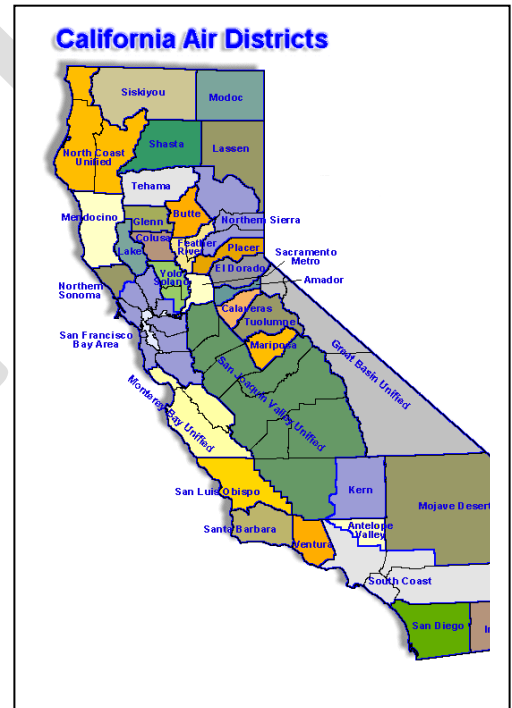 California Air Districts
Siskiyou
Modoc
North Coast
Unified
Shasta
Lassen
Tehama
Mendocino
Glenn
Butte
Northern Sierra
Colusa
Feather
River
Placer
Lake
Sacramento
Metro
El Dorado
Yolo
Solano
Amador
Northern
Sonoma
Calaveras
Tuolumne
San Francisco
Bay Area
Mariposa
Great Basin Unified
San Joaquin Valley Unified
Monterey Bay Unified
San Luis Obispo
Kern
Mojave Desert
Santa Barbara
Antelope
Valley
Ventura
South Coast
San Diego